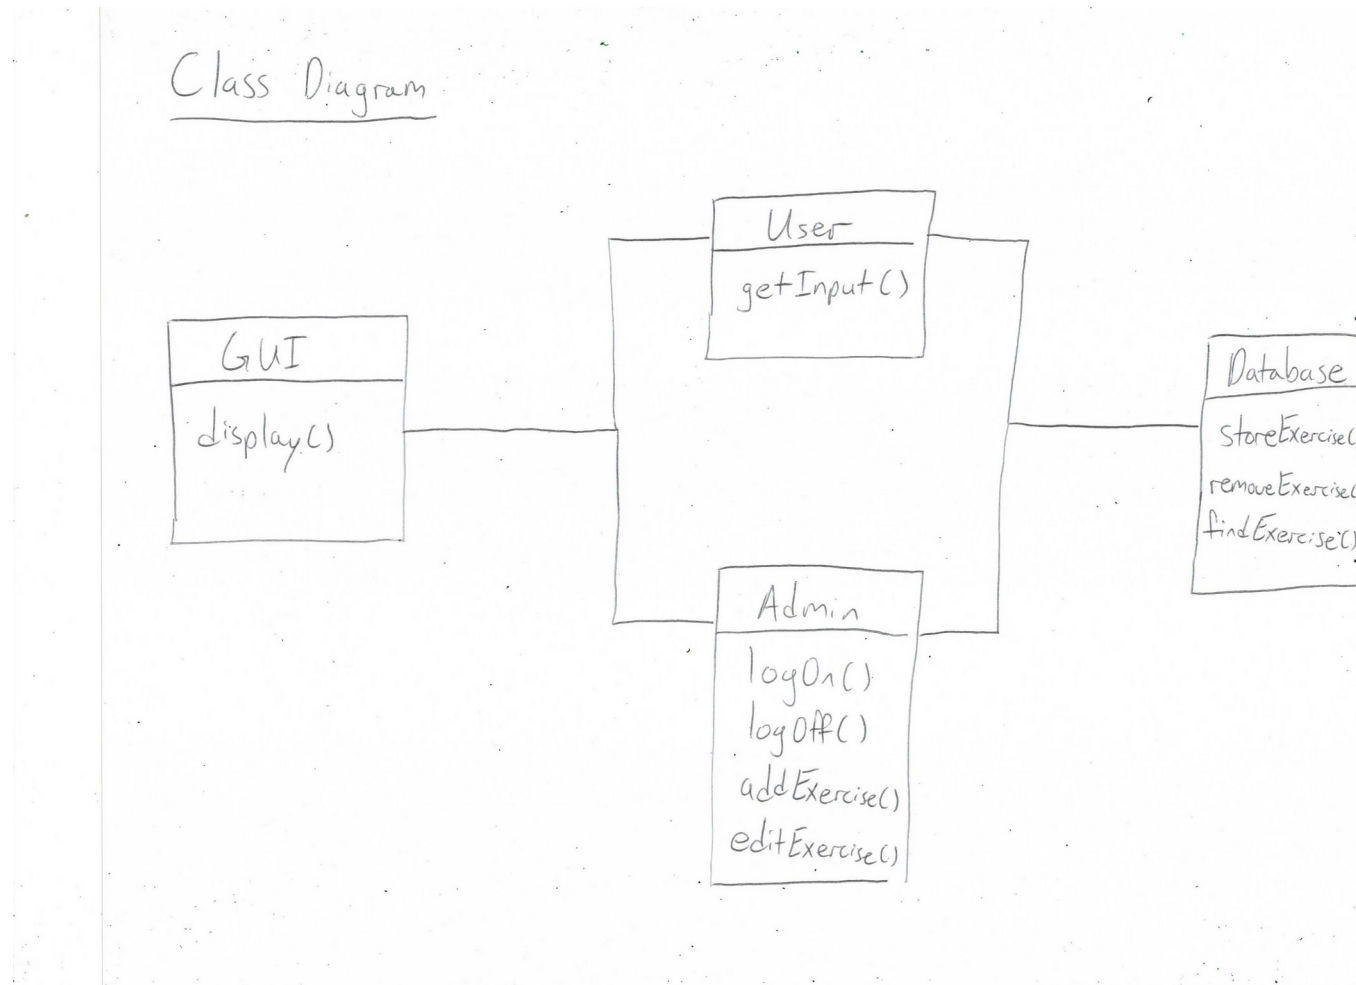 Class Diagram
User
getInput()
GUI
display()
Database
storeExercise(
removeExercise(
findExercise()
Admin
logOn()
logOff()
addExercise()
editExercise()